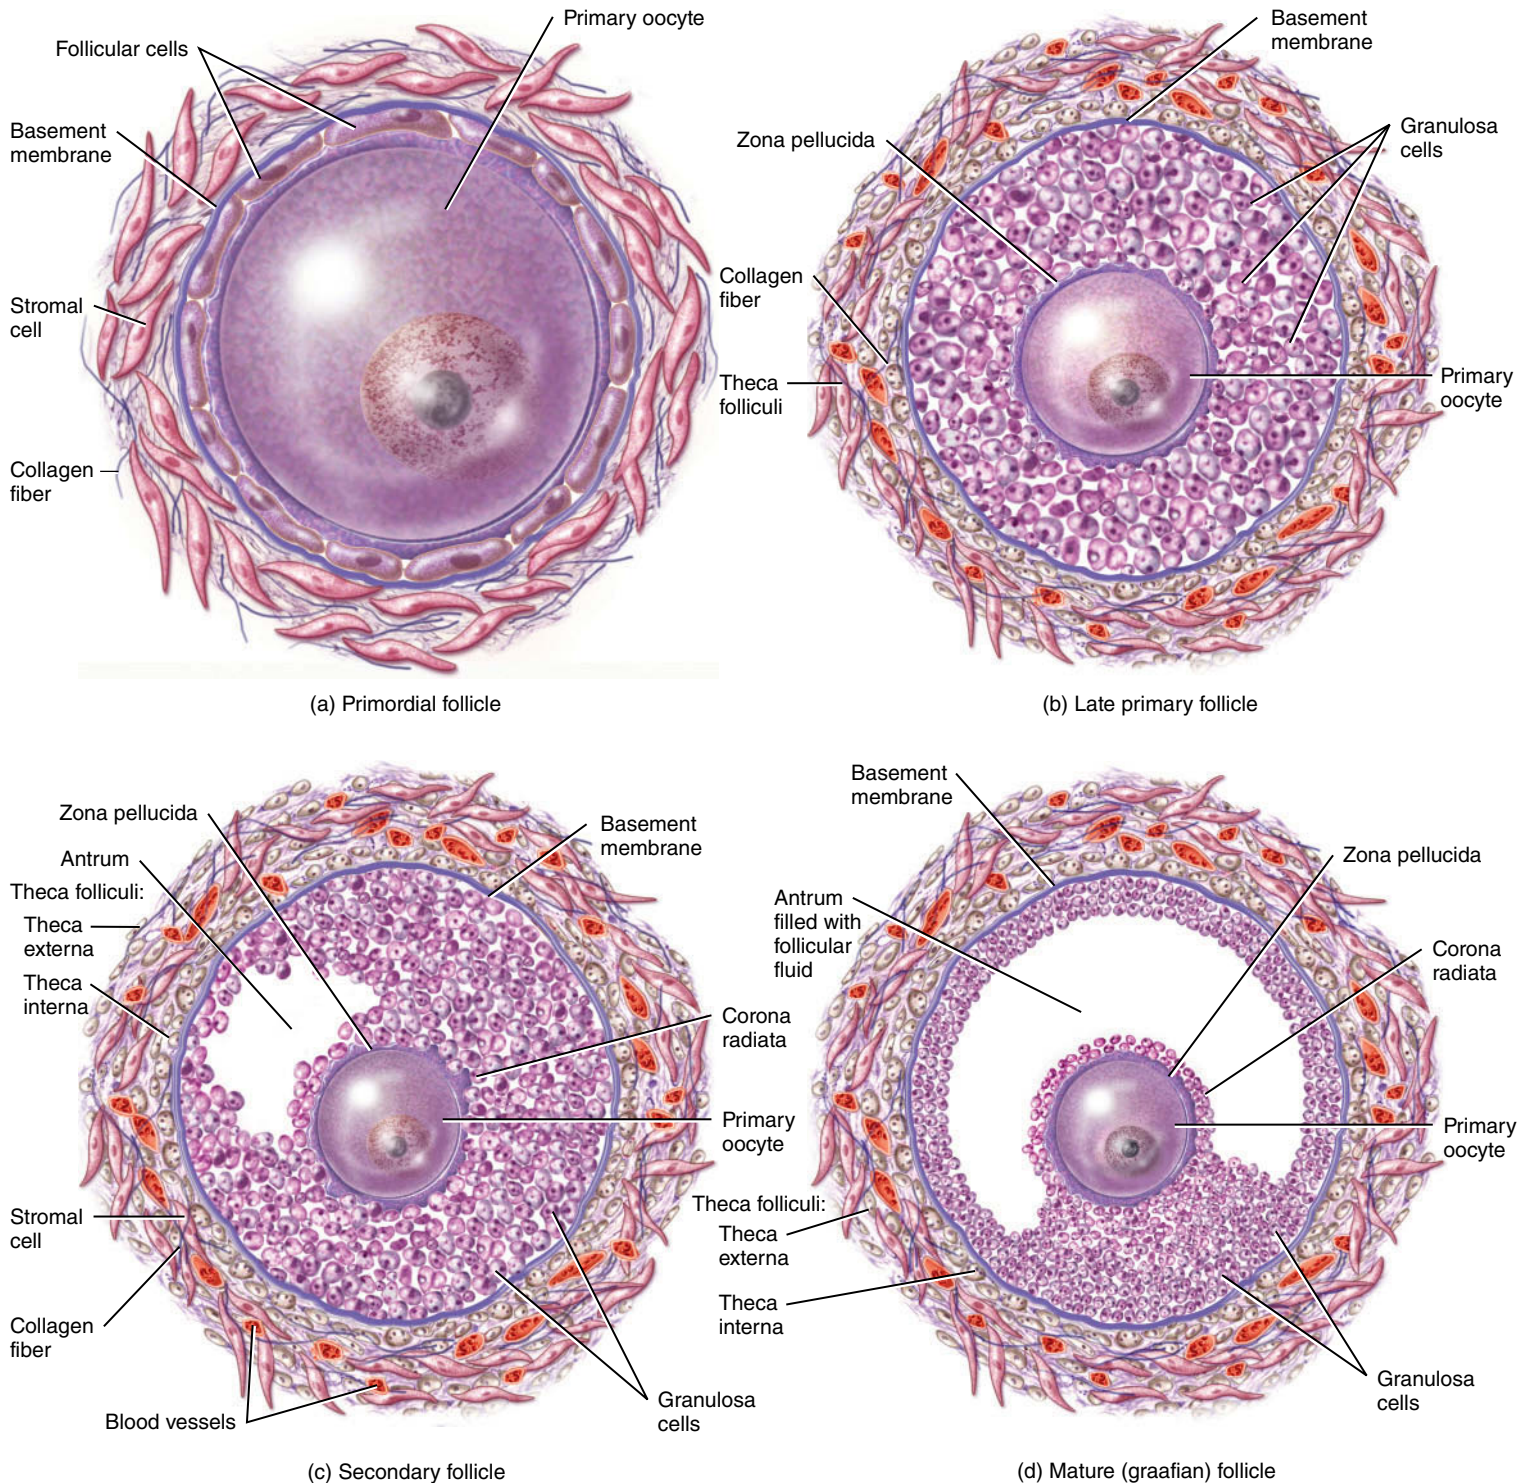 Primary oocyte
Follicular cells
Basement
membrane
Stromal
cell
Collagen
fiber
(a) Primordial follicle
Basement
membrane
Zona pellucida
Granulosa
cells
Collagen
fiber
Theca
folliculi
Primary
oocyte
(b) Late primary follicle
Zona pellucida
Antrum
Theca folliculi:
Theca
externa
Theca
interna
Basement
membrane
Corona
radiata
Primary
oocyte
Stromal
cell
Collagen
fiber
Blood vessels
Granulosa
cells
(c) Secondary follicle
Basement
membrane
Zona pellucida
Antrum
filled with
follicular
fluid
Corona
radiata
Primary
oocyte
Theca folliculi:
Theca
externa
Theca
interna
Granulosa
cells
(d) Mature (graafian) follicle